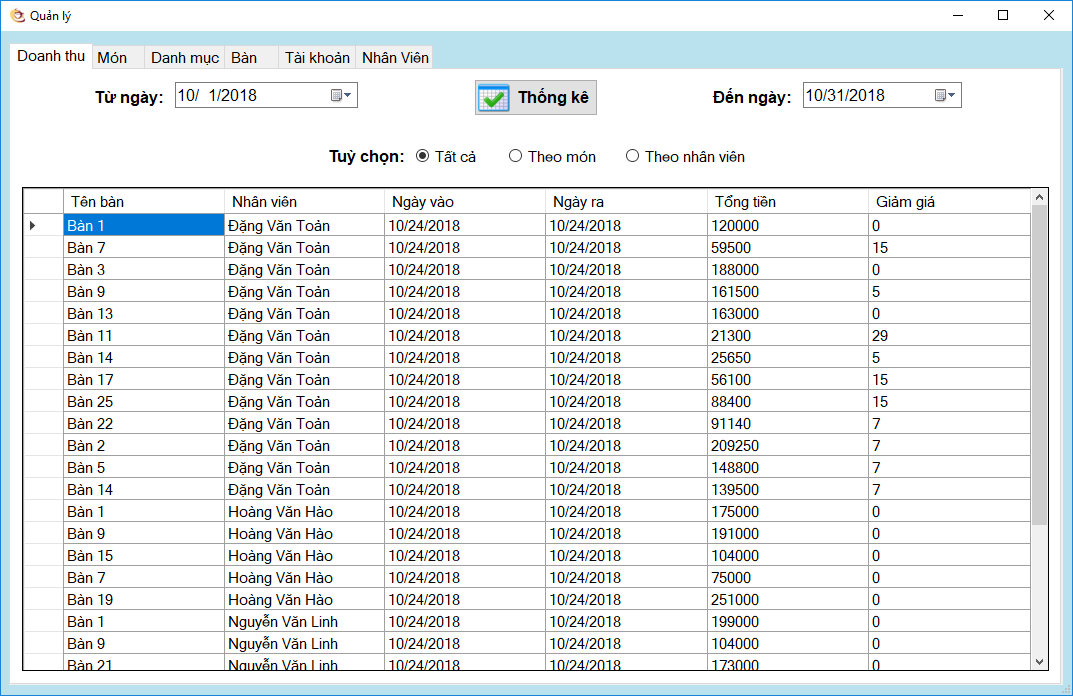 Quản lý
Doanh thu Món Danh mục Bàn Tài khoản Nhân Viên
Từ ngày: 10/ 1/2018 Thống kê Đến ngày: 10/31/2018
Tuỳ chọn: Tất cả Theo món Theo nhân viên
Tên bàn Nhân viên Ngày vào Ngày ra Tổng tiền Giảm giá
Bàn 1 Đặng Văn Toản 10/24/2018 10/24/2018 120000 0
Bàn 7 Đặng Văn Toản 10/24/2018 10/24/2018 59500 15
Bàn 3 Đặng Văn Toản 10/24/2018 10/24/2018 188000 0
Bàn 9 Đặng Văn Toản 10/24/2018 10/24/2018 161500 5
Bàn 13 Đặng Văn Toản 10/24/2018 10/24/2018 163000 0
Bàn 11 Đặng Văn Toản 10/24/2018 10/24/2018 21300 29
Bàn 14 Đặng Văn Toản 10/24/2018 10/24/2018 25650 5
Bàn 17 Đặng Văn Toản 10/24/2018 10/24/2018 56100 15
Bàn 25 Đặng Văn Toản 10/24/2018 10/24/2018 88400 15
Bàn 22 Đặng Văn Toản 10/24/2018 10/24/2018 91140 7
Bàn 2 Đặng Văn Toản 10/24/2018 10/24/2018 209250 7
Bàn 5 Đặng Văn Toản 10/24/2018 10/24/2018 148800 7
Bàn 14 Đặng Văn Toản 10/24/2018 10/24/2018 139500 7
Bàn 1 Hoàng Văn Hào 10/24/2018 10/24/2018 175000 0
Bàn 9 Hoàng Văn Hào 10/24/2018 10/24/2018 191000 0
Bàn 15 Hoàng Văn Hào 10/24/2018 10/24/2018 104000 0
Bàn 7 Hoàng Văn Hào 10/24/2018 10/24/2018 75000 0
Bàn 19 Hoàng Văn Hào 10/24/2018 10/24/2018 251000 0
Bàn 1 Nguyễn Văn Linh 10/24/2018 10/24/2018 199000 0
Bàn 9 Nguyễn Văn Linh 10/24/2018 10/24/2018 104000 0
Bàn 21 Nguyễn Văn Linh 10/24/2018 10/24/2018 173000 0